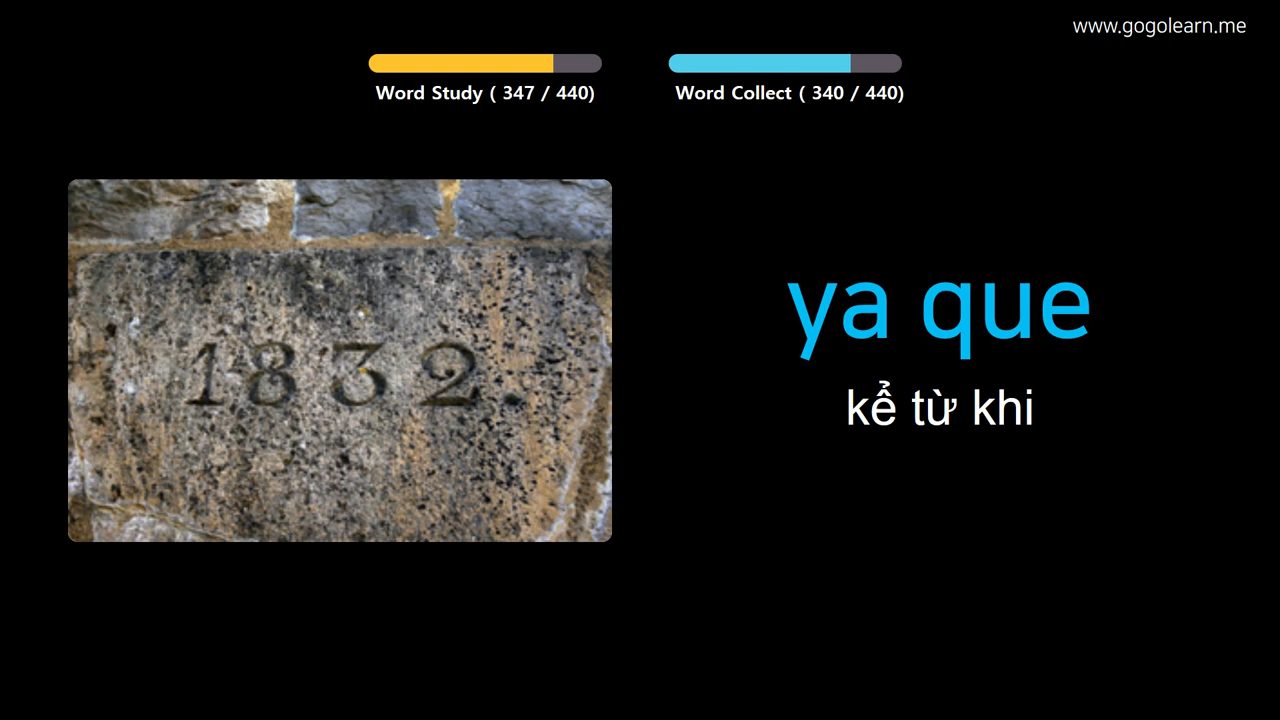 www.gogolearn.me
Word Study ( 347 / 440)
Word Collect ( 340 / 440)
1832.
ya que
kể từ khi